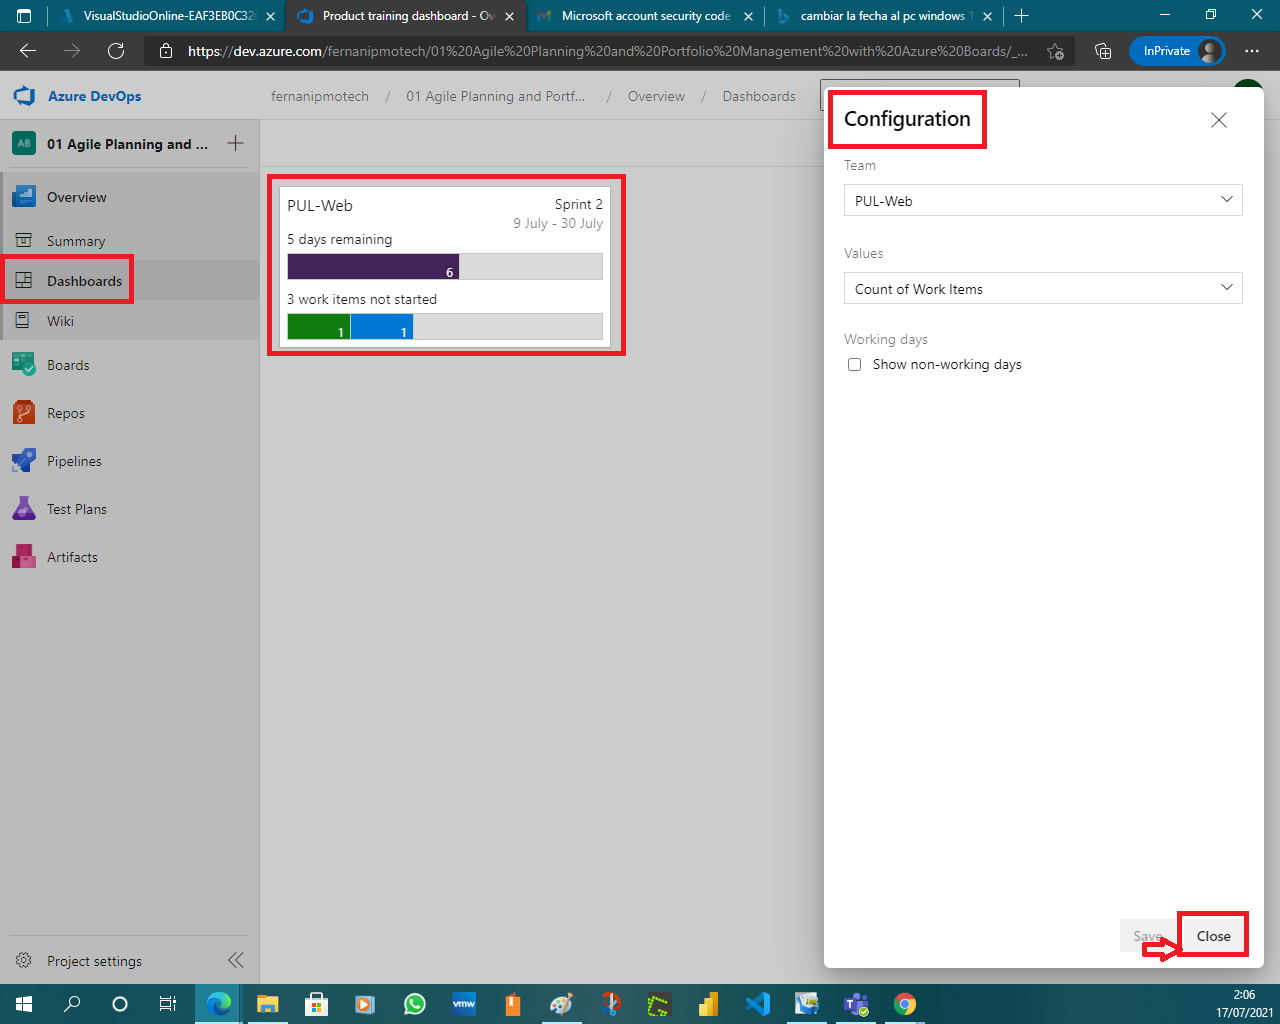 VisualStudioOnline-EAF3EB0C32
Product training dashboard - Ov
Microsoft account security code
cambiar la fecha al pc windows 1
https://dev.azure.com/fernanipmotech/01%20Agile%20Planning%20and%20Portfolio%20Management%20with%20Azure%20Boards/_...
InPrivate
Azure DevOps
fernanipmotech / 01 Agile Planning and Portf... / Overview / Dashboards
AB
01 Agile Planning and ...
Overview
Summary
Dashboards
Wiki
Boards
Repos
Pipelines
Test Plans
Artifacts
Project settings
PUL-Web
Sprint 2
9 July - 30 July
5 days remaining
6
3 work items not started
1
1
Configuration
Team
PUL-Web
Values
Count of Work Items
Working days
Show non-working days
Save
Close
vmw
2:06
17/07/2021